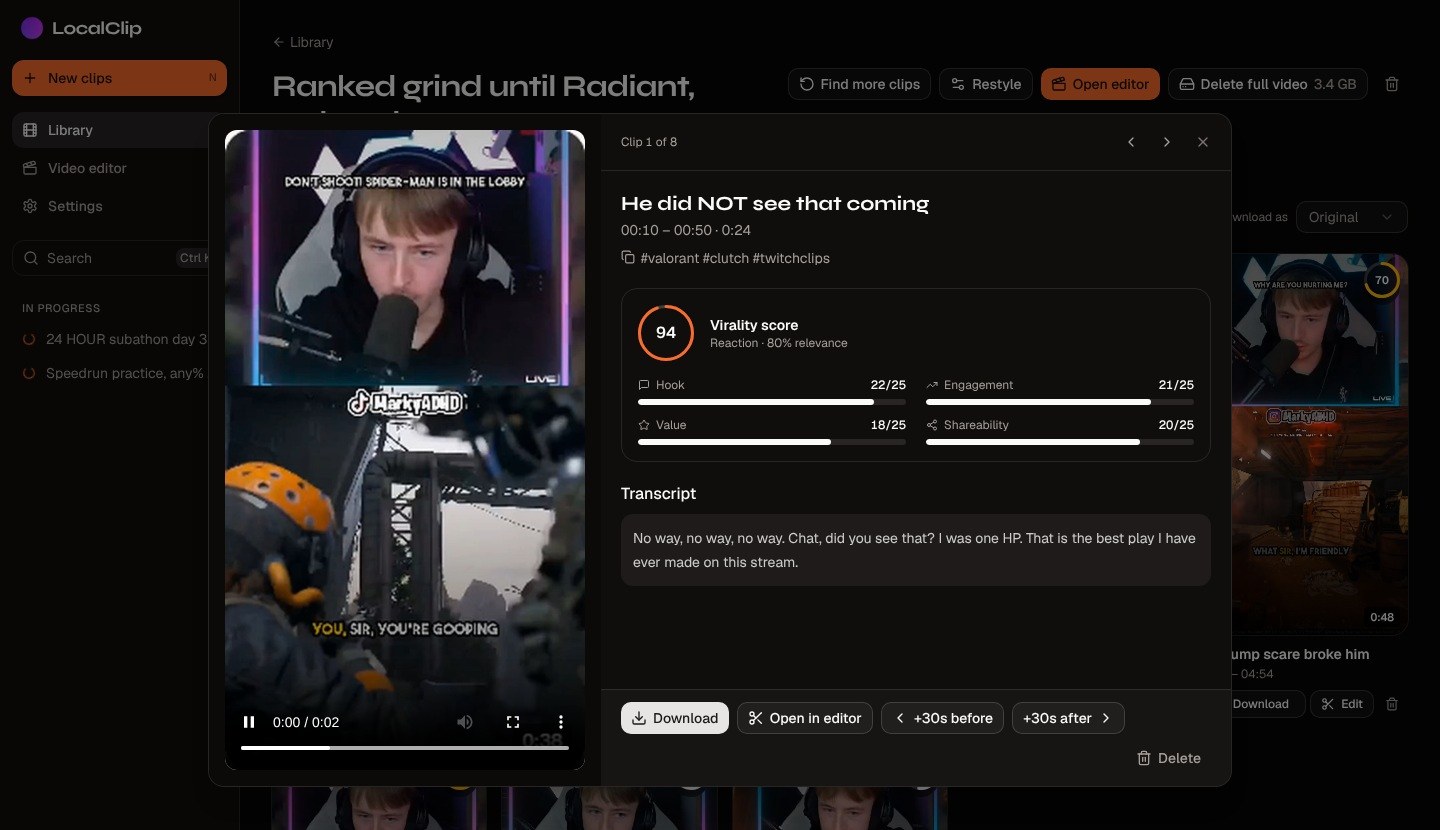 LocalClip
New clips N
Library
Video editor
Settings
Search Ctrl K
IN PROGRESS
24 HOUR subathon day 3
Speedrun practice, any%
Library
Ranked grind until Radiant,
Find more clips
Restyle
Open editor
Delete full video 3.4 GB
Original
DON'T SHOOT! SPIDER-MAN IS IN THE LOBBY
LIVE
MarkyADHD
YOU, SIR, YOU'RE GOOPING
0:00 / 0:02
0:38
Clip 1 of 8
He did NOT see that coming
00:10 – 00:50 · 0:24
#valorant #clutch #twitchclips
94
Virality score
Reaction · 80% relevance
Hook 22/25
Engagement 21/25
Value 18/25
Shareability 20/25
Transcript
No way, no way, no way. Chat, did you see that? I was one HP. That is the best play I have
ever made on this stream.
Download
Open in editor
+30s before
+30s after
Delete
wnload as
WHY ARE YOU HURTING ME?
70
LIVE
MarkyADHD
WHAT SIR, I'M FRIENDLY
0:48
ump scare broke him
– 04:54
Download
Edit